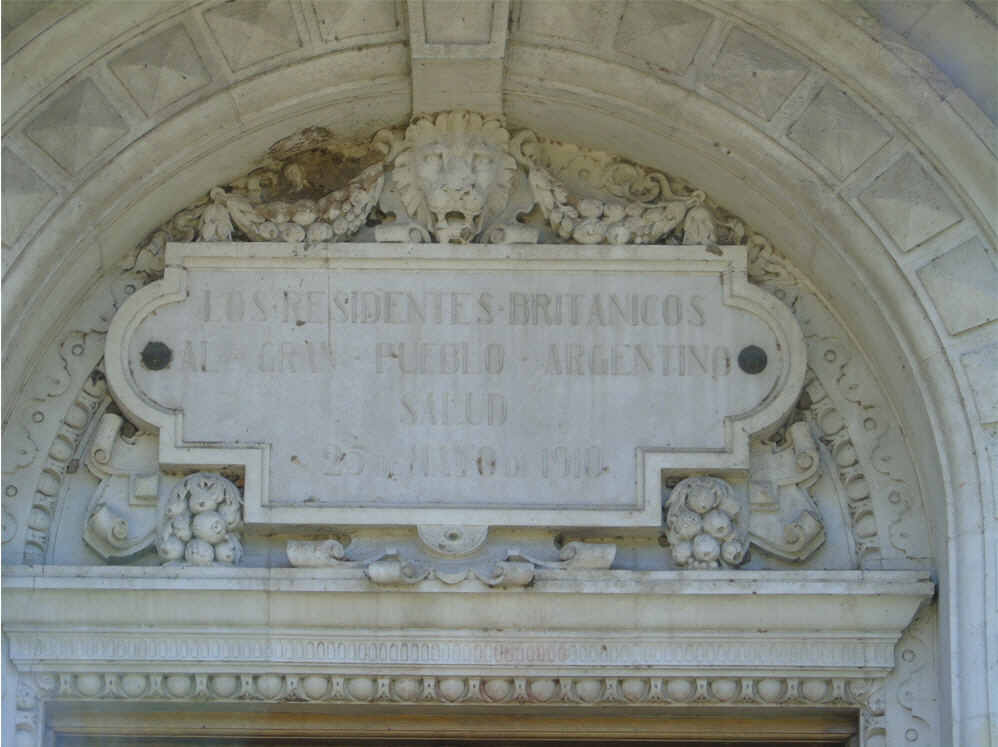 LOS·RESIDENTES·BRITANICOS
AL · GRAN · PUEBLO · ARGENTINO
SALUD
25 DE MAYO DE 1910